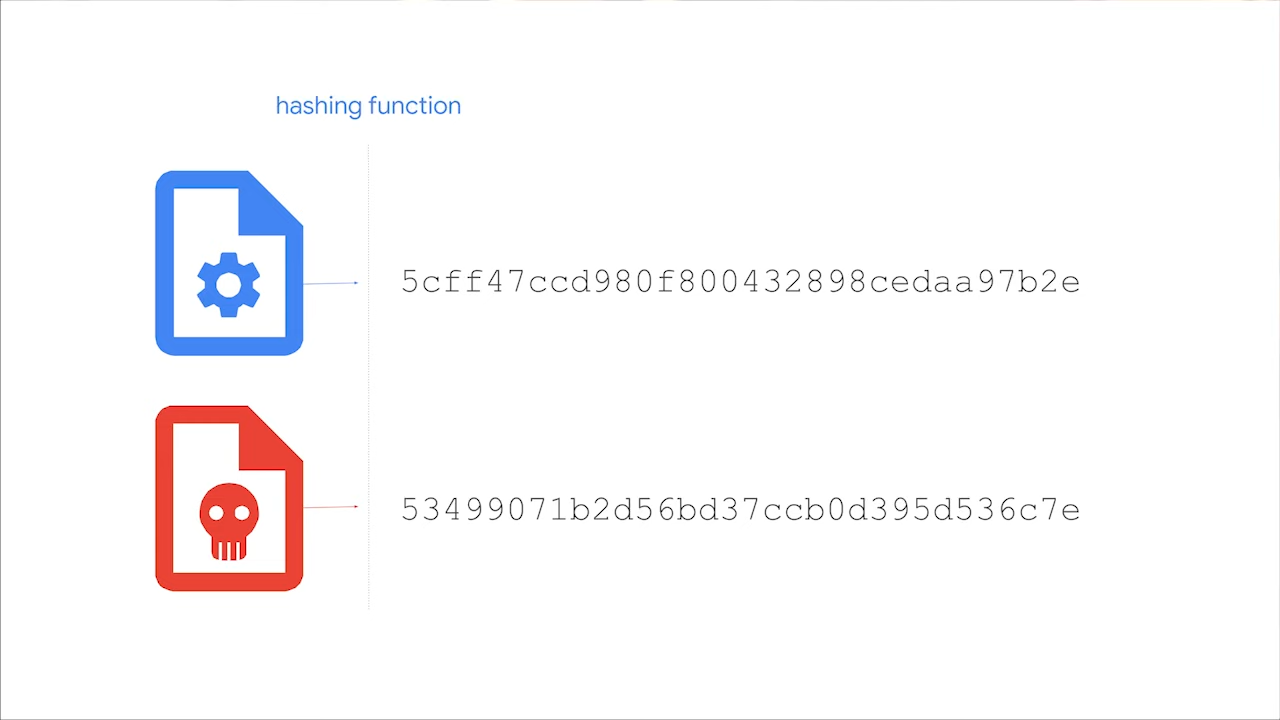 hashing function
5cff47ccd980f800432898cedaa97b2e
53499071b2d56bd37ccb0d395d536c7e